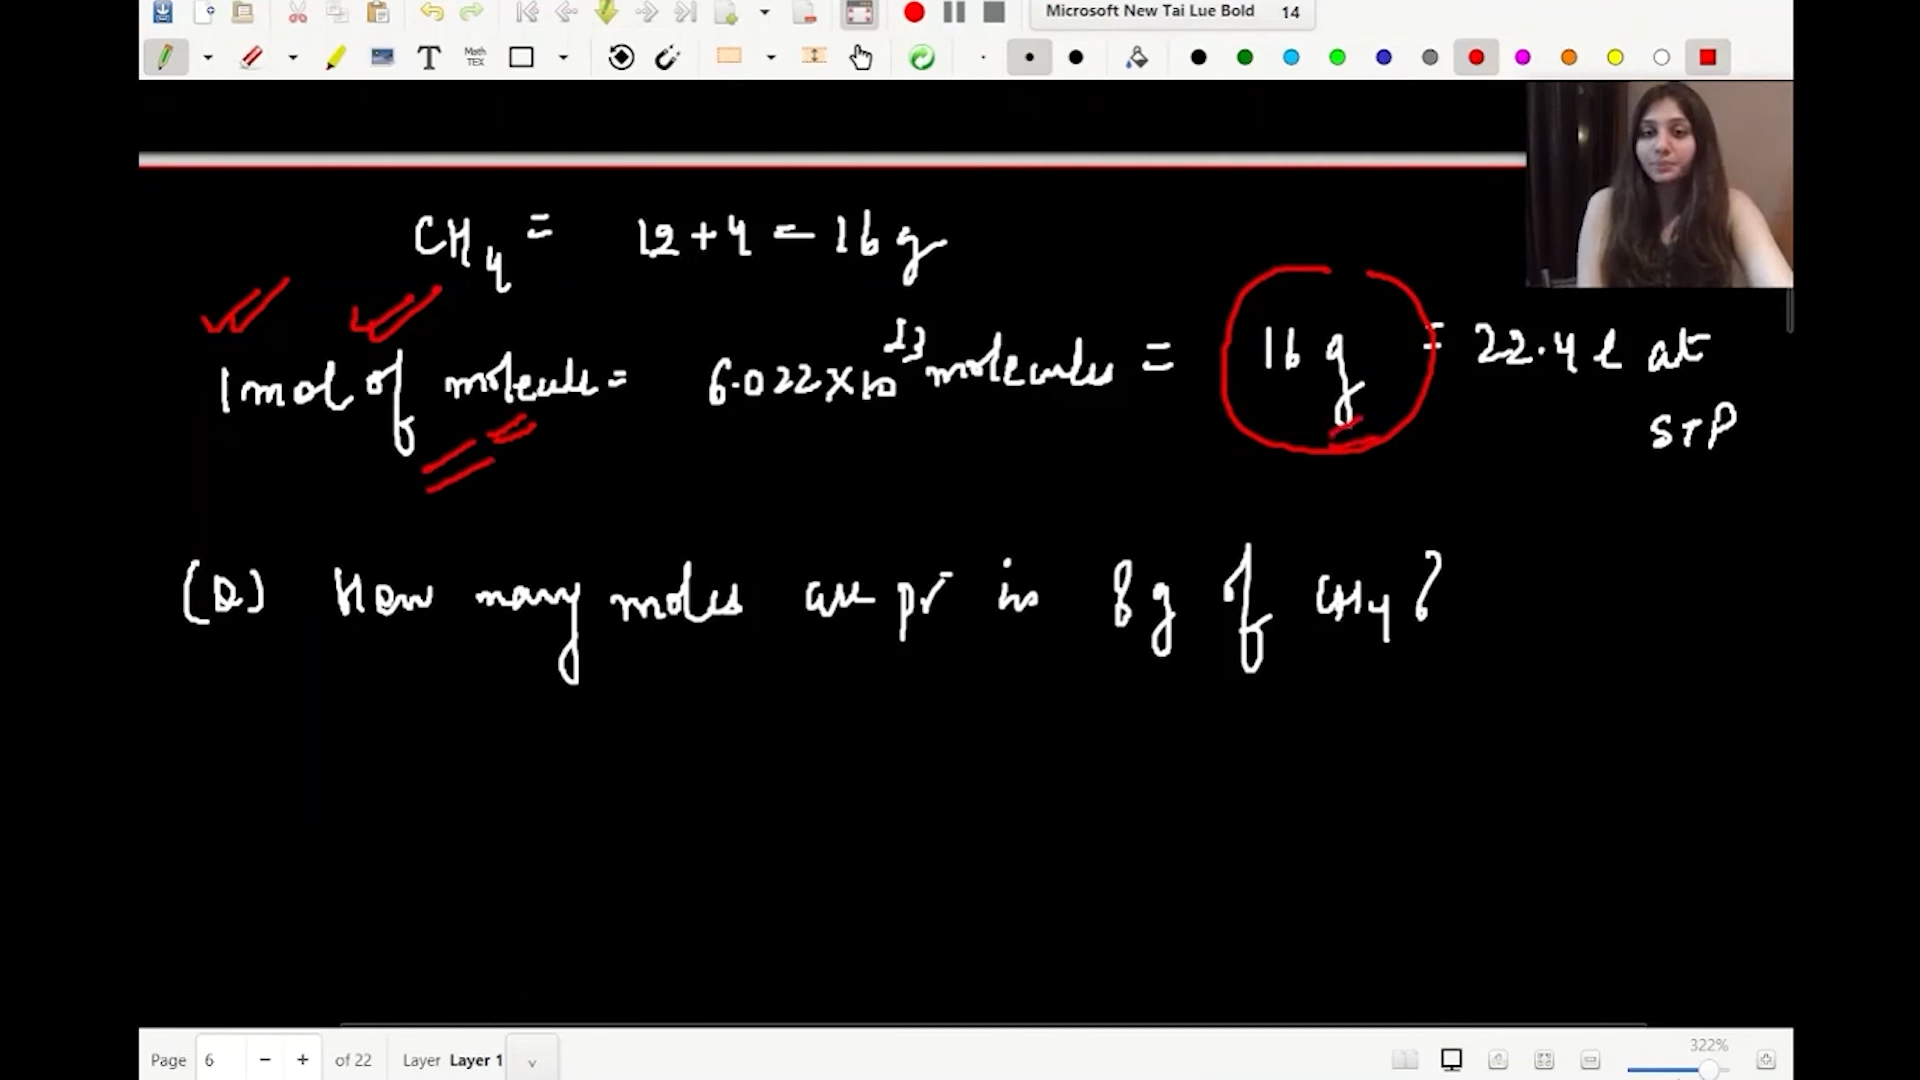 Microsoft New Tai Lue Bold 14
T Math TEX
CH4 = 12 + 4 = 16 g
1 mol of molecule = 6.022 x 10^23 molecules = 16 g = 22.4 l at
STP
(Q) How many moles are pr in 8g of CH4?
Page 6 - + of 22 Layer Layer 1 322%